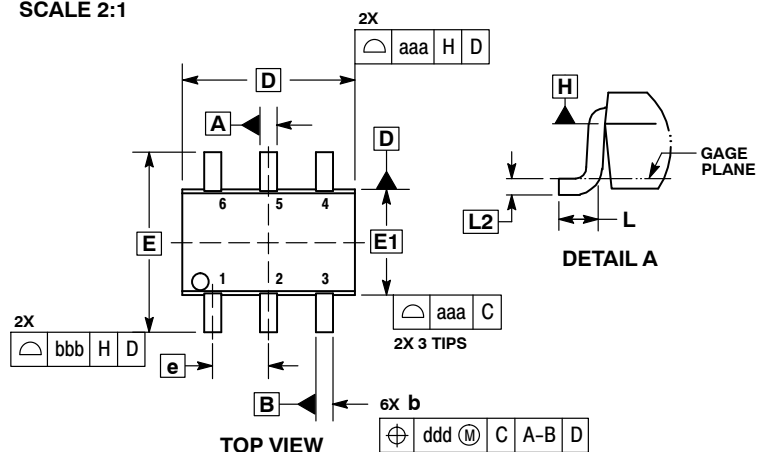 SCALE 2:1
2X
⌓ aaa H D
D
A
D
H
GAGE
PLANE
6 5 4
E
E1
L2
L
DETAIL A
1 2 3
⌓ aaa C
2X 3 TIPS
2X
⌓ bbb H D
e
B
6X b
⌖ ddd Ⓜ C A-B D
TOP VIEW